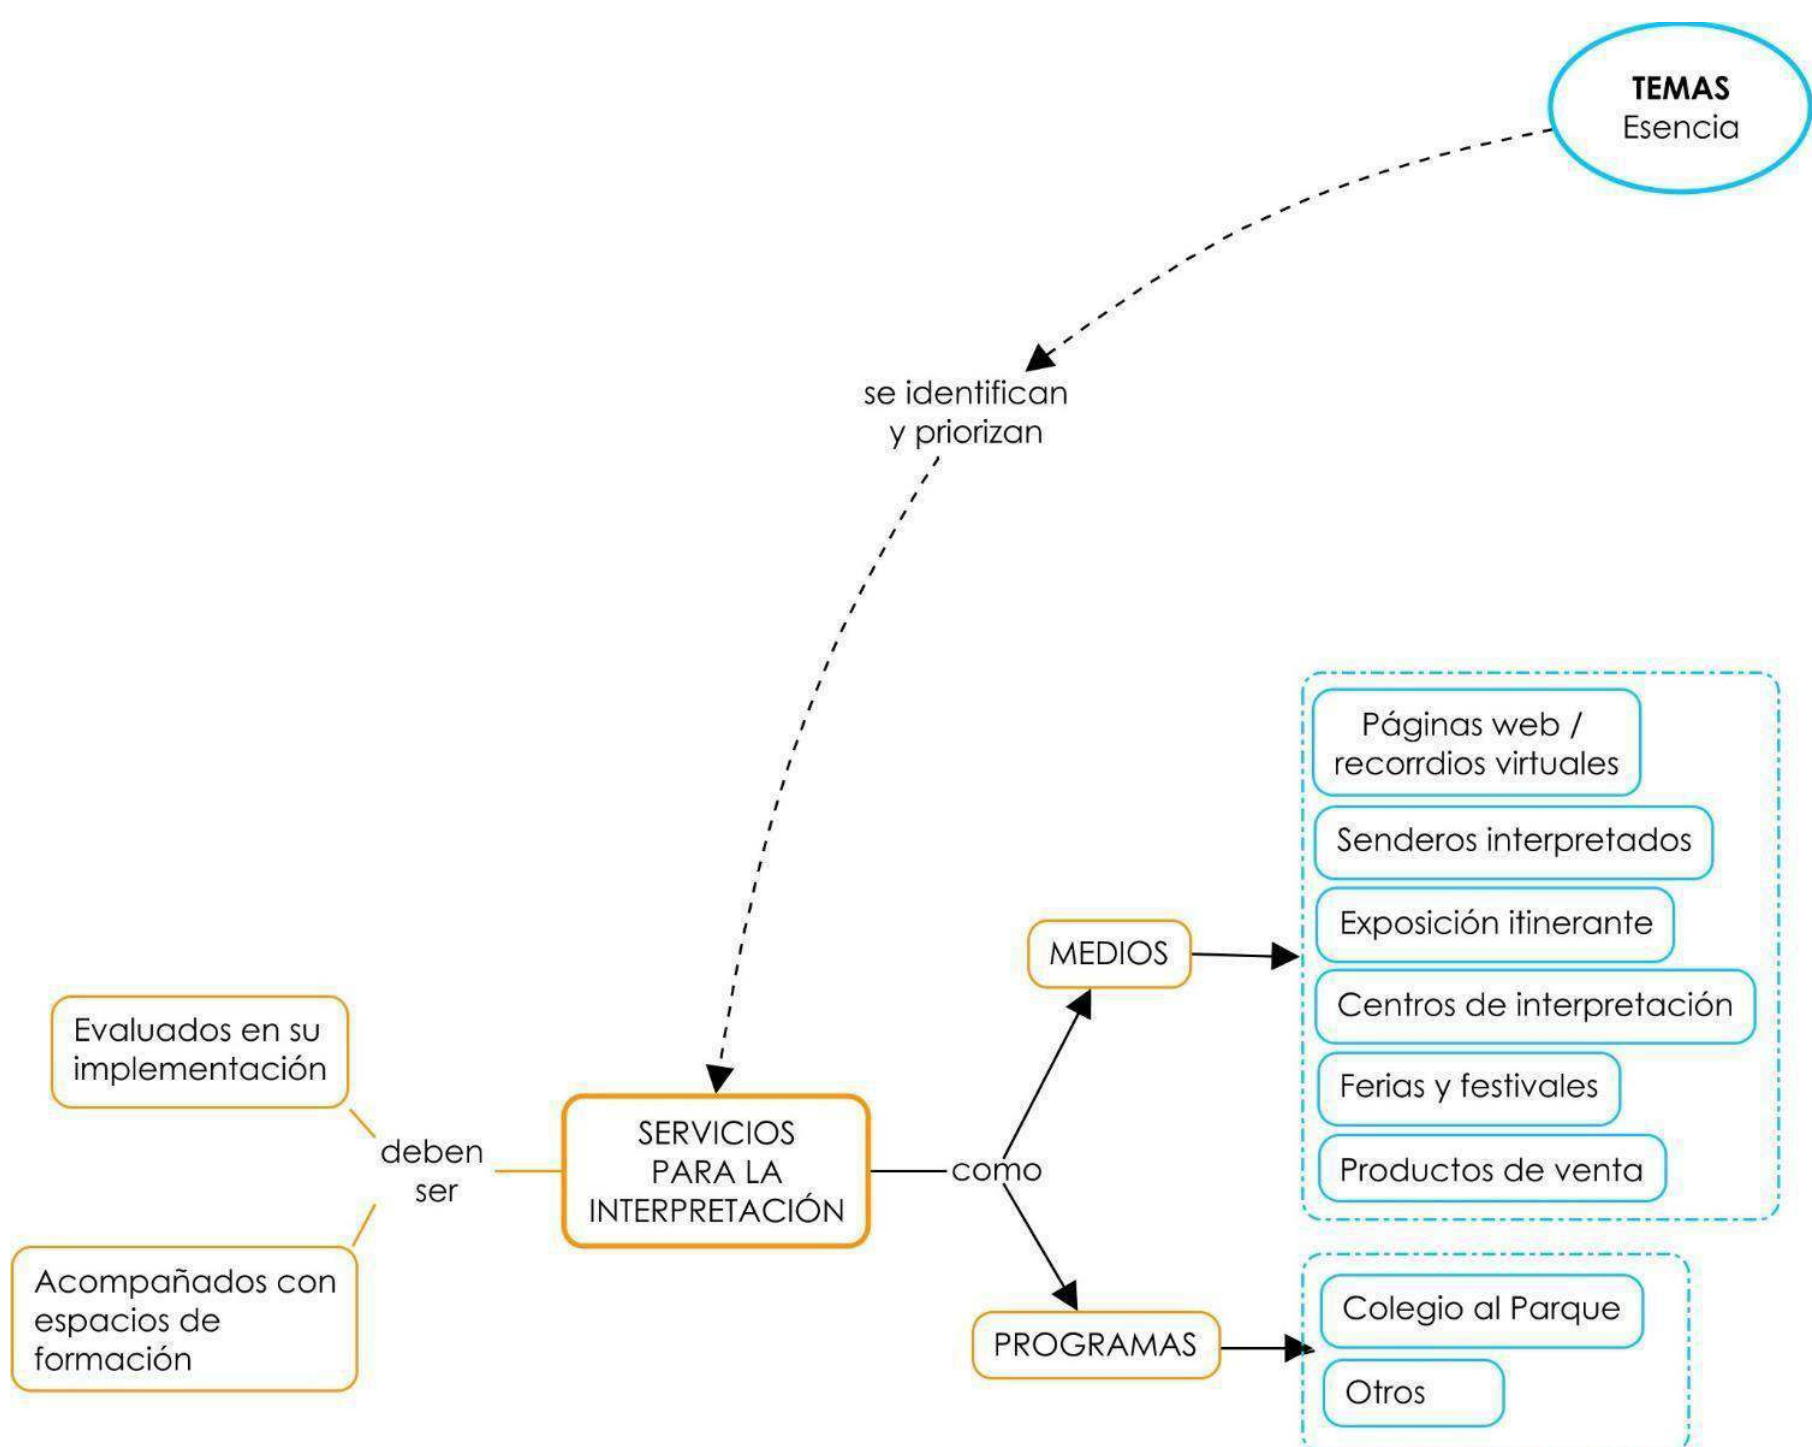 TEMAS
Esencia
se identifican
y priorizan
Páginas web /
recorrdios virtuales
Senderos interpretados
Exposición itinerante
MEDIOS
Centros de interpretación
Evaluados en su
implementación
Ferias y festivales
SERVICIOS
PARA LA
INTERPRETACIÓN
deben
ser
como
Productos de venta
Acompañados con
espacios de
formación
PROGRAMAS
Colegio al Parque
Otros